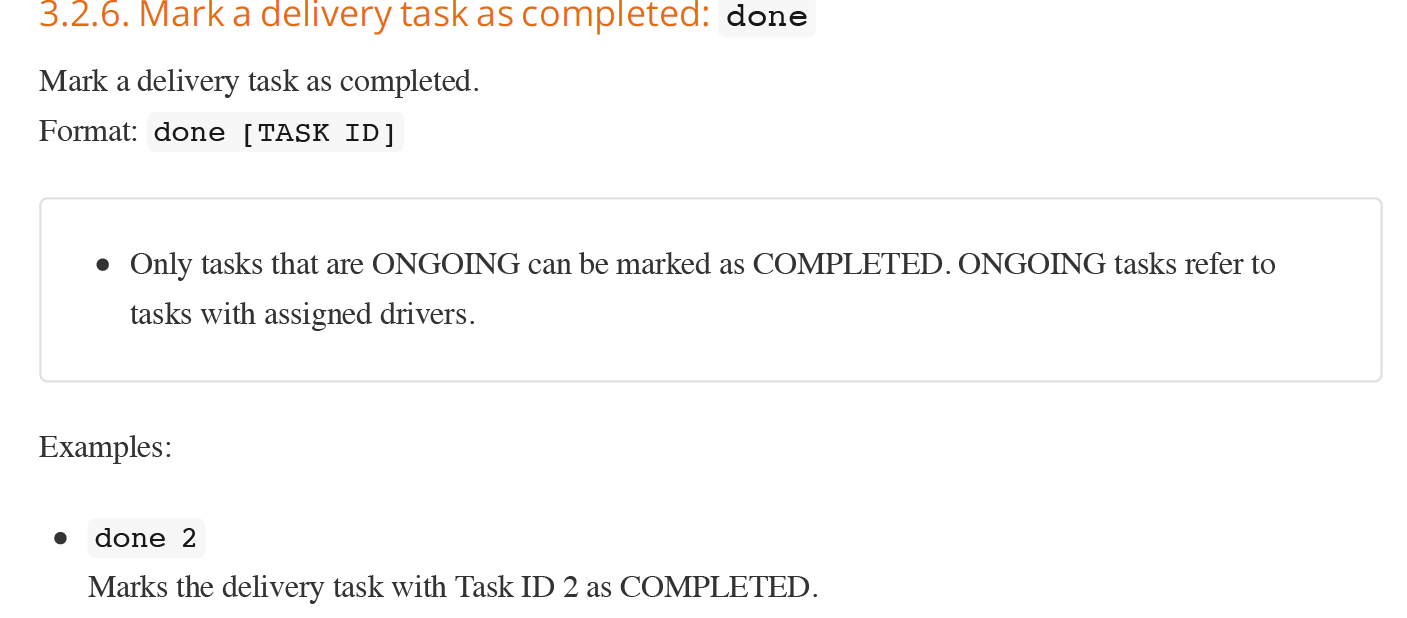 3.2.6. Mark a delivery task as completed: done
Mark a delivery task as completed.
Format: done [TASK ID]
• Only tasks that are ONGOING can be marked as COMPLETED. ONGOING tasks refer to
tasks with assigned drivers.
Examples:
• done 2
Marks the delivery task with Task ID 2 as COMPLETED.